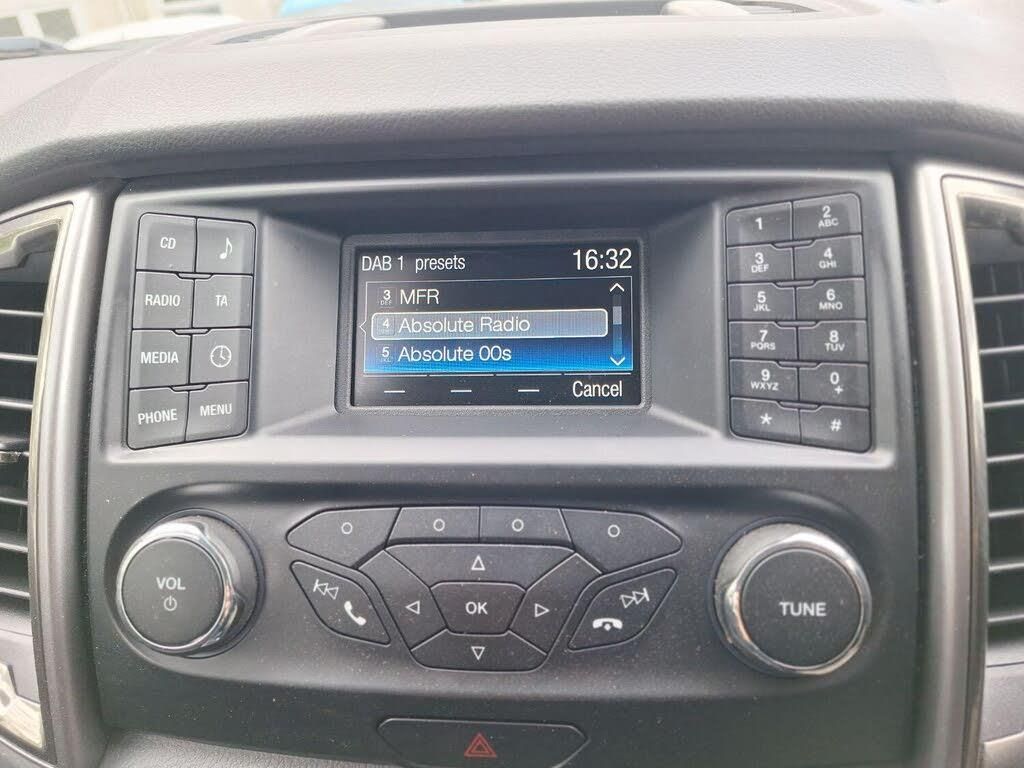 DAB 1 presets 16:32
3 DEF MFR
4 GHI Absolute Radio
5 JKL Absolute 00s
Cancel
CD
RADIO TA
MEDIA
PHONE MENU
1 2 ABC
3 DEF 4 GHI
5 JKL 6 MNO
7 PQRS 8 TUV
9 WXYZ 0 +
* #
VOL
OK
TUNE